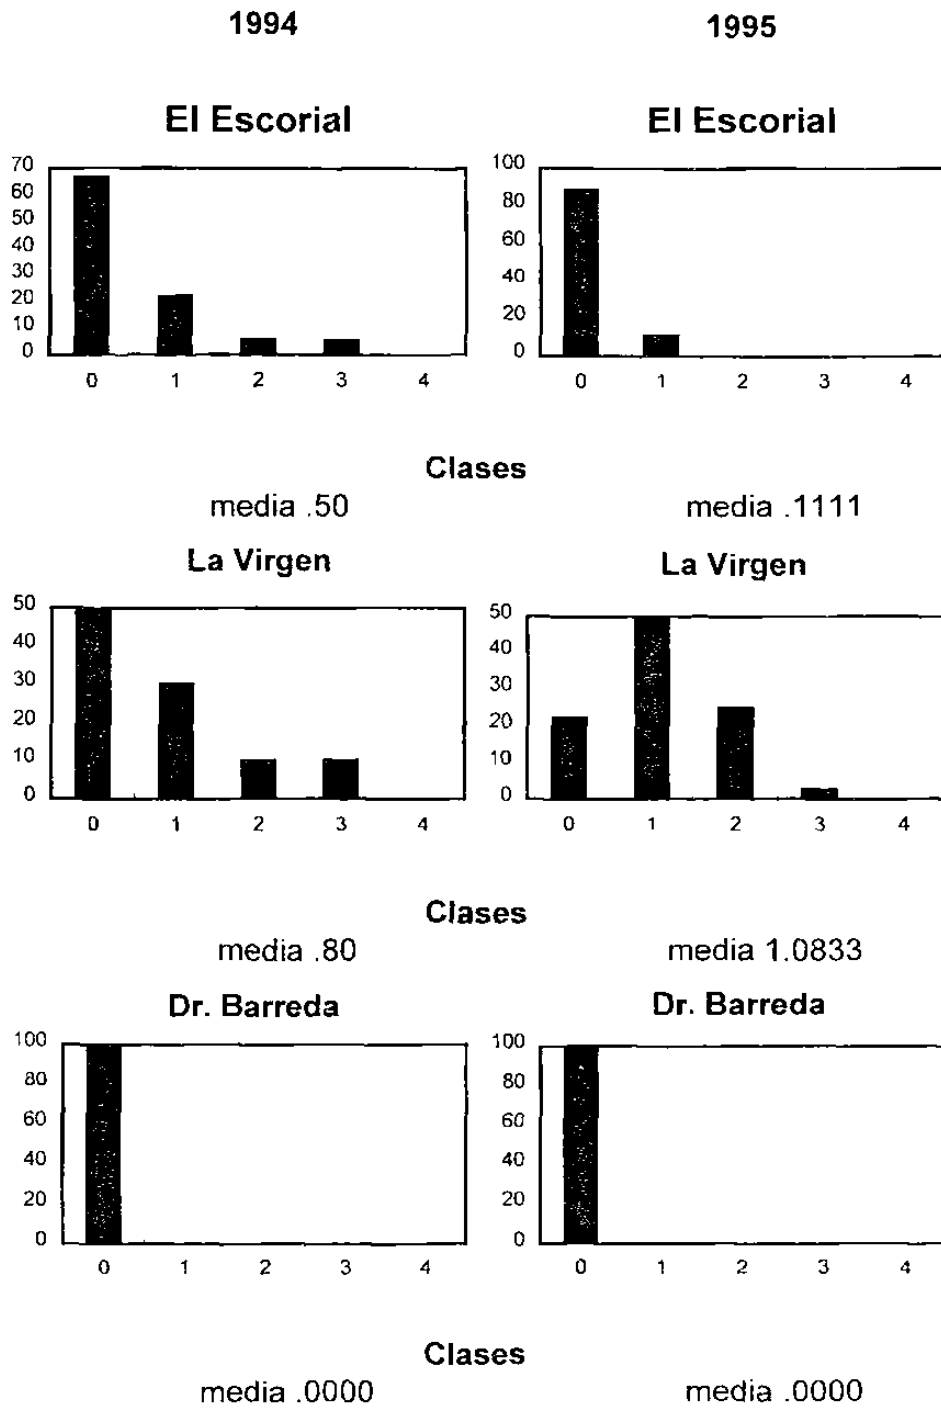 1994 1995
El Escorial El Escorial
70 100
60 80
50 60
40 40
30 20
20 0
10
0
0 1 2 3 4 0 1 2 3 4
Clases
media .50 media .1111
La Virgen La Virgen
50 50
40 40
30 30
20 20
10 10
0 0
0 1 2 3 4 0 1 2 3 4
Clases
media .80 media 1.0833
Dr. Barreda Dr. Barreda
100 100
80 80
60 60
40 40
20 20
0 0
0 1 2 3 4 0 1 2 3 4
Clases
media .0000 media .0000